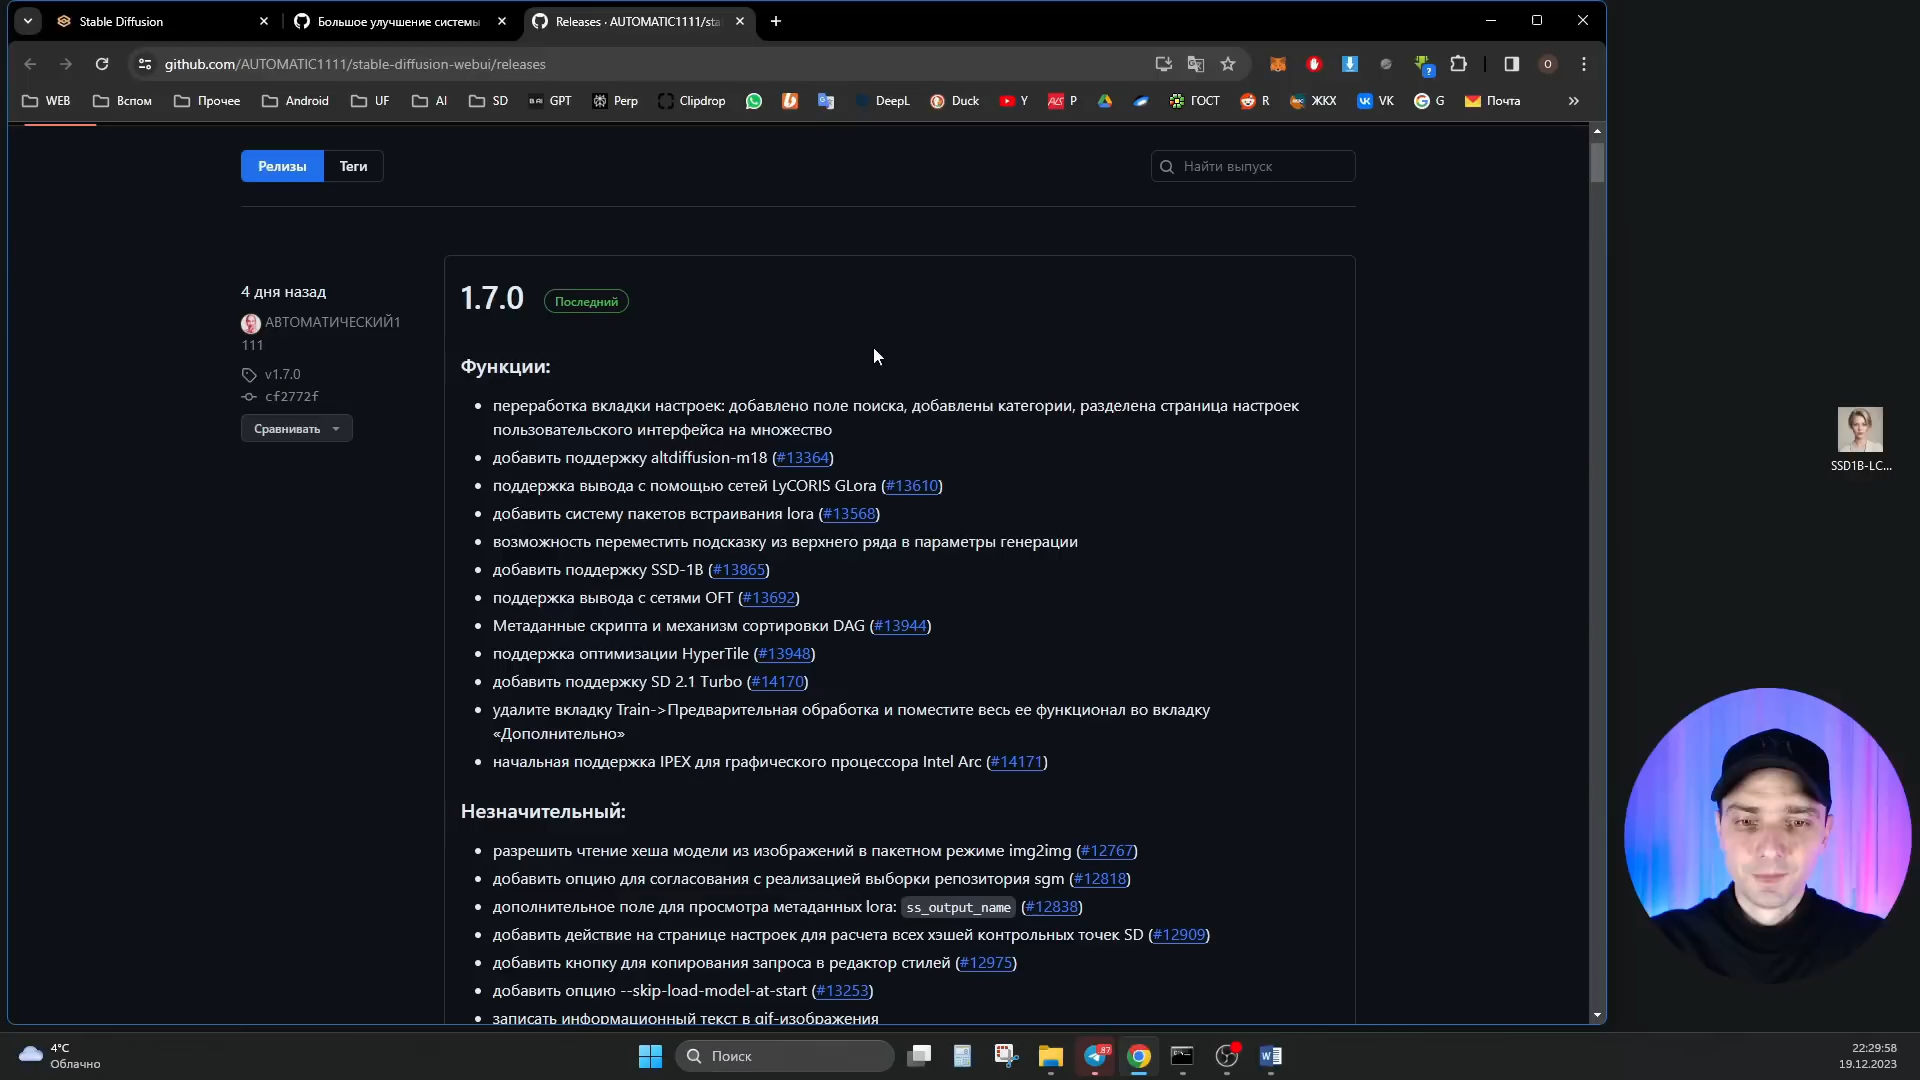 Stable Diffusion
Большое улучшение системы
Releases · AUTOMATIC1111/sta
github.com/AUTOMATIC1111/stable-diffusion-webui/releases
O
WEB
Вспом
Прочее
Android
UF
AI
SD
GPT
Perp
Clipdrop
DeepL
Duck
Y
P
ГОСТ
R
ЖКХ
VK
G
Почта
Релизы
Теги
Найти выпуск
4 дня назад
АВТОМАТИЧЕСКИЙ1
111
v1.7.0
cf2772f
Сравнивать
1.7.0
Последний
Функции:
переработка вкладки настроек: добавлено поле поиска, добавлены категории, разделена страница настроек
пользовательского интерфейса на множество
добавить поддержку altdiffusion-m18 (#13364)
поддержка вывода с помощью сетей LyCORIS GLora (#13610)
добавить систему пакетов встраивания lora (#13568)
возможность переместить подсказку из верхнего ряда в параметры генерации
добавить поддержку SSD-1B (#13865)
поддержка вывода с сетями OFT (#13692)
Метаданные скрипта и механизм сортировки DAG (#13944)
поддержка оптимизации HyperTile (#13948)
добавить поддержку SD 2.1 Turbo (#14170)
удалите вкладку Train->Предварительная обработка и поместите весь ее функционал во вкладку
«Дополнительно»
начальная поддержка IPEX для графического процессора Intel Arc (#14171)
Незначительный:
разрешить чтение хеша модели из изображений в пакетном режиме img2img (#12767)
добавить опцию для согласования с реализацией выборки репозитория sgm (#12818)
дополнительное поле для просмотра метаданных lora: ss_output_name (#12838)
добавить действие на странице настроек для расчета всех хэшей контрольных точек SD (#12909)
добавить кнопку для копирования запроса в редактор стилей (#12975)
добавить опцию --skip-load-model-at-start (#13253)
записать информационный текст в gif-изображения
SSD1B-LC...
4°C
Облачно
Поиск
87
22:29:58
19.12.2023